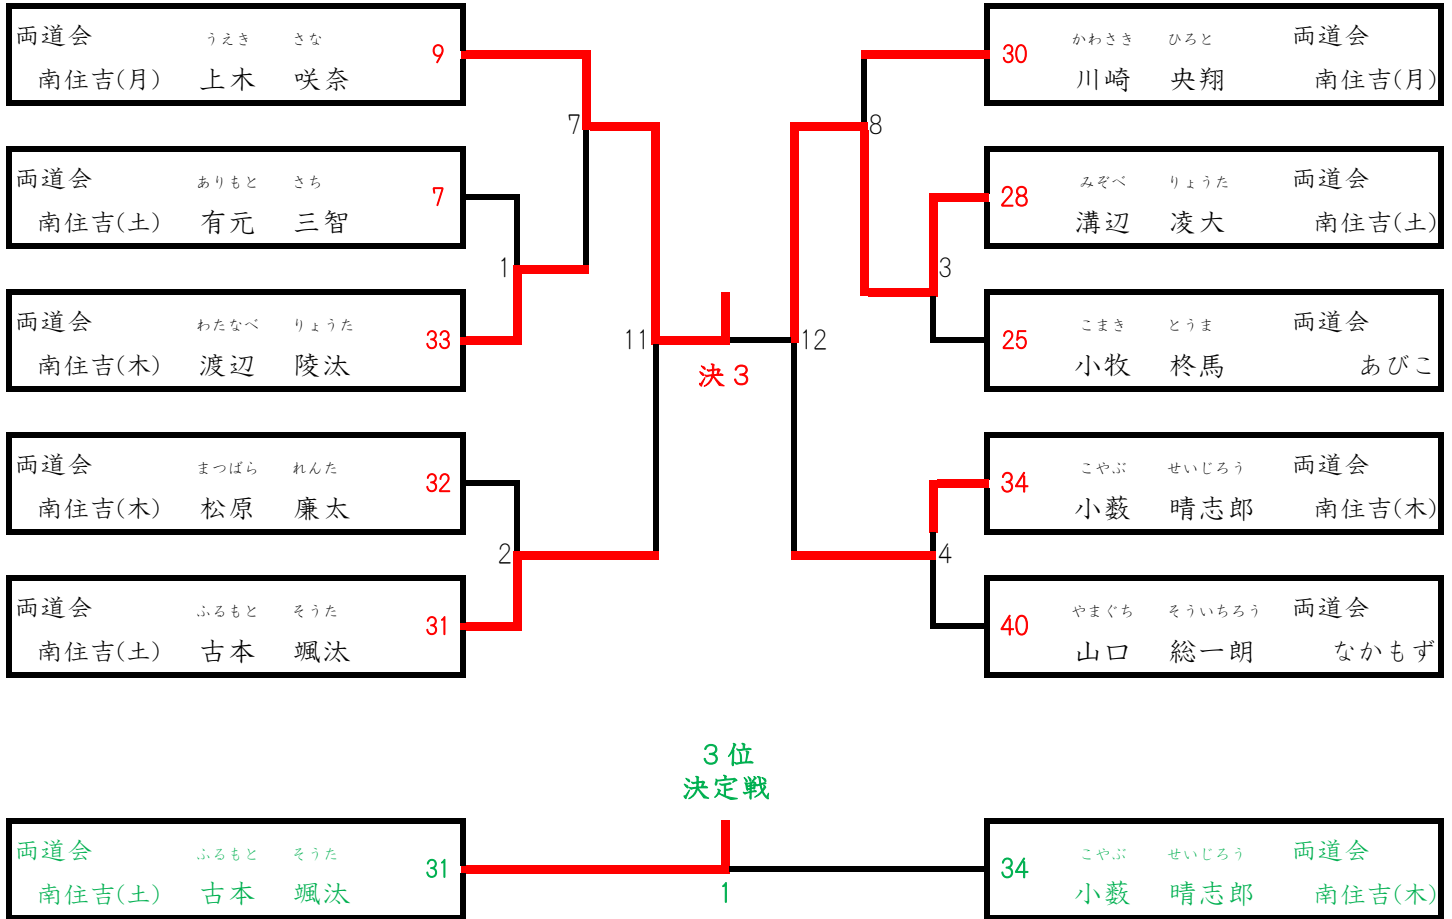 両道会 うえき さな
南住吉(月) 上木 咲奈 9
両道会 ありもと さち
南住吉(土) 有元 三智 7
両道会 わたなべ りょうた
南住吉(木) 渡辺 陵汰 33
両道会 まつばら れんた
南住吉(木) 松原 廉太 32
両道会 ふるもと そうた
南住吉(土) 古本 颯汰 31
7
1
2
11
12
決3
8
3
4
かわさき ひろと 両道会
30 川崎 央翔 南住吉(月)
みぞべ りょうた 両道会
28 溝辺 凌大 南住吉(土)
こまき とうま 両道会
25 小牧 柊馬 あびこ
こやぶ せいじろう 両道会
34 小薮 晴志郎 南住吉(木)
やまぐち そういちろう 両道会
40 山口 総一朗 なかもず
3位
決定戦
両道会 ふるもと そうた
南住吉(土) 古本 颯汰 31
1
こやぶ せいじろう 両道会
34 小薮 晴志郎 南住吉(木)